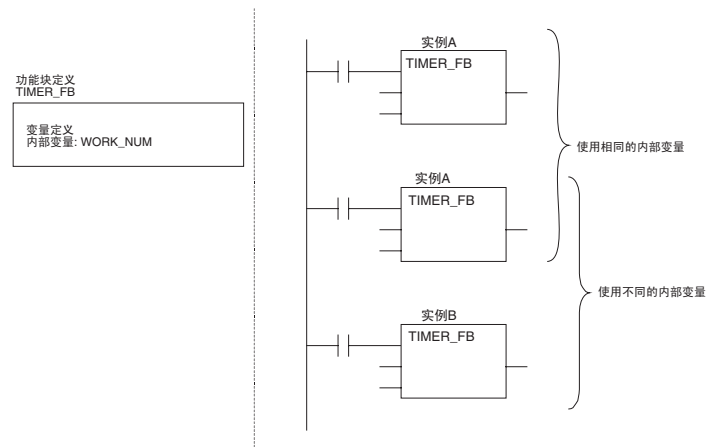 功能块定义
TIMER_FB
变量定义
内部变量: WORK_NUM
实例A
TIMER_FB
使用相同的内部变量
实例A
TIMER_FB
使用不同的内部变量
实例B
TIMER_FB